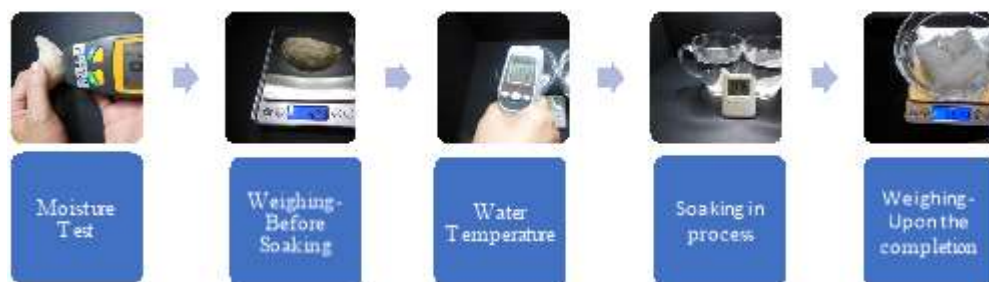 Moisture
Test
Weighing-
Before
Soaking
Water
Temperature
Soaking in
process
Weighing-
Upon the
completion